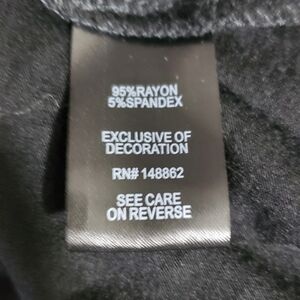 95%RAYON
5%SPANDEX
EXCLUSIVE OF
DECORATION
RN# 148862
SEE CARE
ON REVERSE